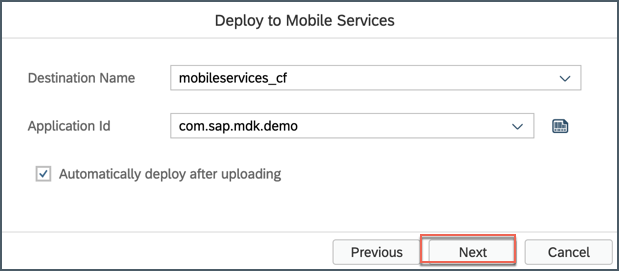 Deploy to Mobile Services
Destination Name mobileservices_cf
Application Id com.sap.mdk.demo
Automatically deploy after uploading
Previous Next Cancel